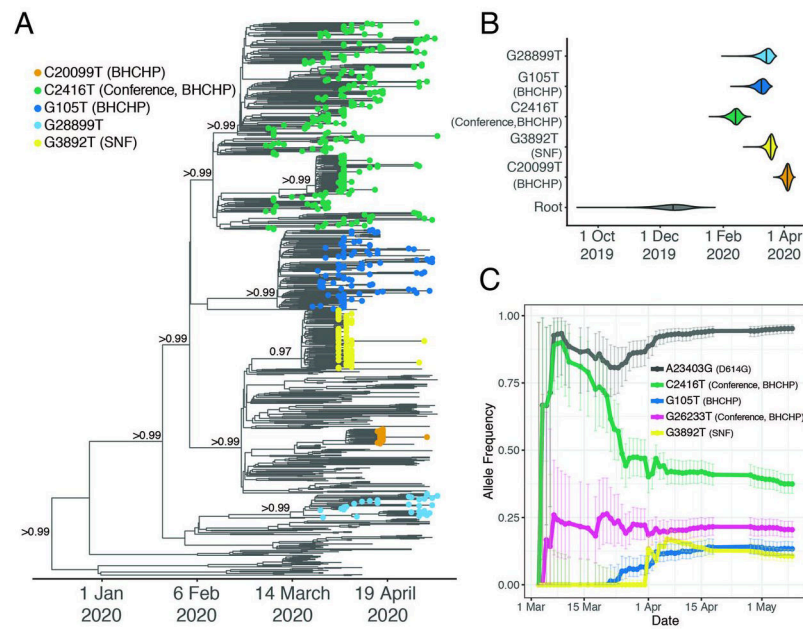 A
C20099T (BHCHP)
C2416T (Conference, BHCHP)
G105T (BHCHP)
G28899T
G3892T (SNF)
>0.99
>0.99
>0.99
>0.99
>0.99
0.97
>0.99
>0.99
>0.99
1 Jan
2020
6 Feb
2020
14 March
2020
19 April
2020
B
G28899T
G105T
(BHCHP)
C2416T
(Conference,BHCHP)
G3892T
(SNF)
C20099T
(BHCHP)
Root
1 Oct
2019
1 Dec
2019
1 Feb
2020
1 Apr
2020
C
Allele Frequency
1.00
0.75
0.50
0.25
0.00
A23403G (D614G)
C2416T (Conference, BHCHP)
G105T (BHCHP)
G26233T (Conference, BHCHP)
G3892T (SNF)
1 Mar
15 Mar
1 Apr
15 Apr
1 May
Date